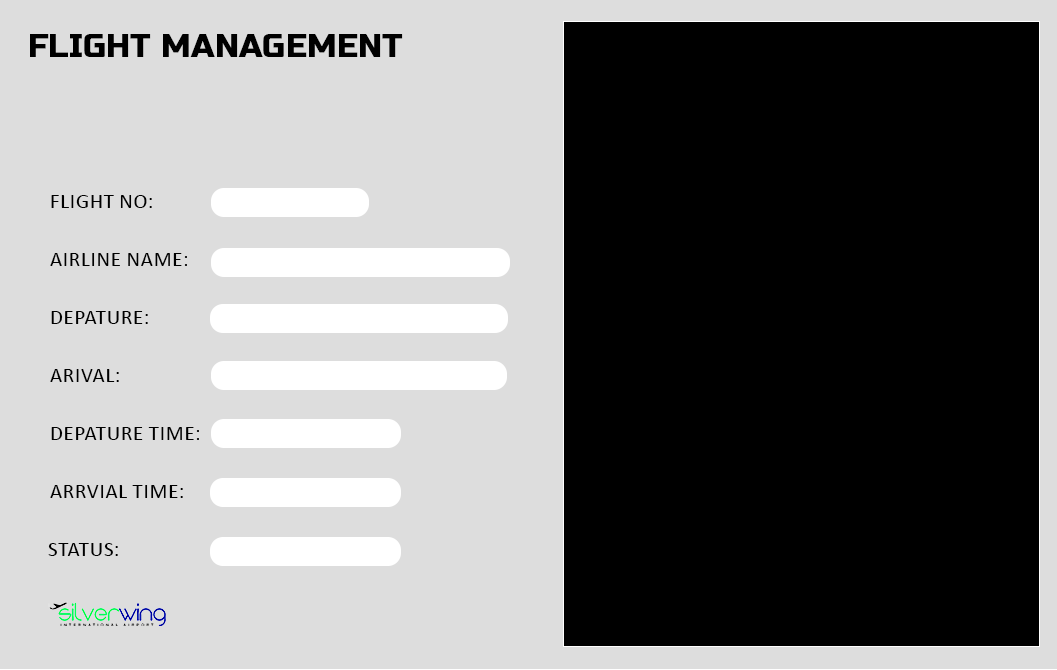 FLIGHT MANAGEMENT
FLIGHT NO:
AIRLINE NAME:
DEPATURE:
ARIVAL:
DEPATURE TIME:
ARRVIAL TIME:
STATUS:
silverwing
INTERNATIONAL AIRPORT